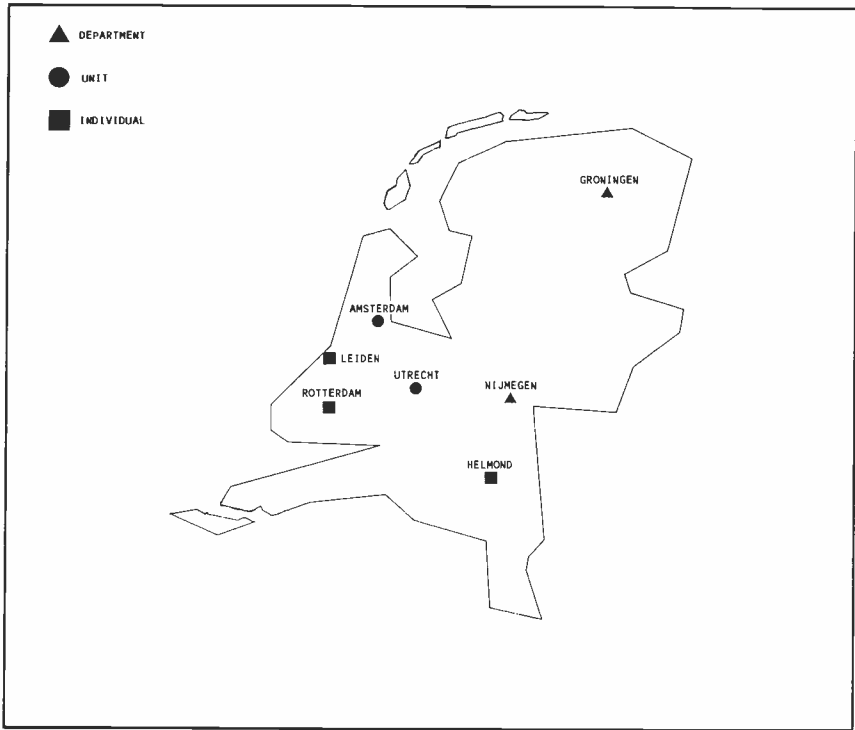 DEPARTMENT
UNIT
INDIVIDUAL
GRONINGEN
AMSTERDAM
LEIDEN
UTRECHT
NIJMEGEN
ROTTERDAM
HELMOND